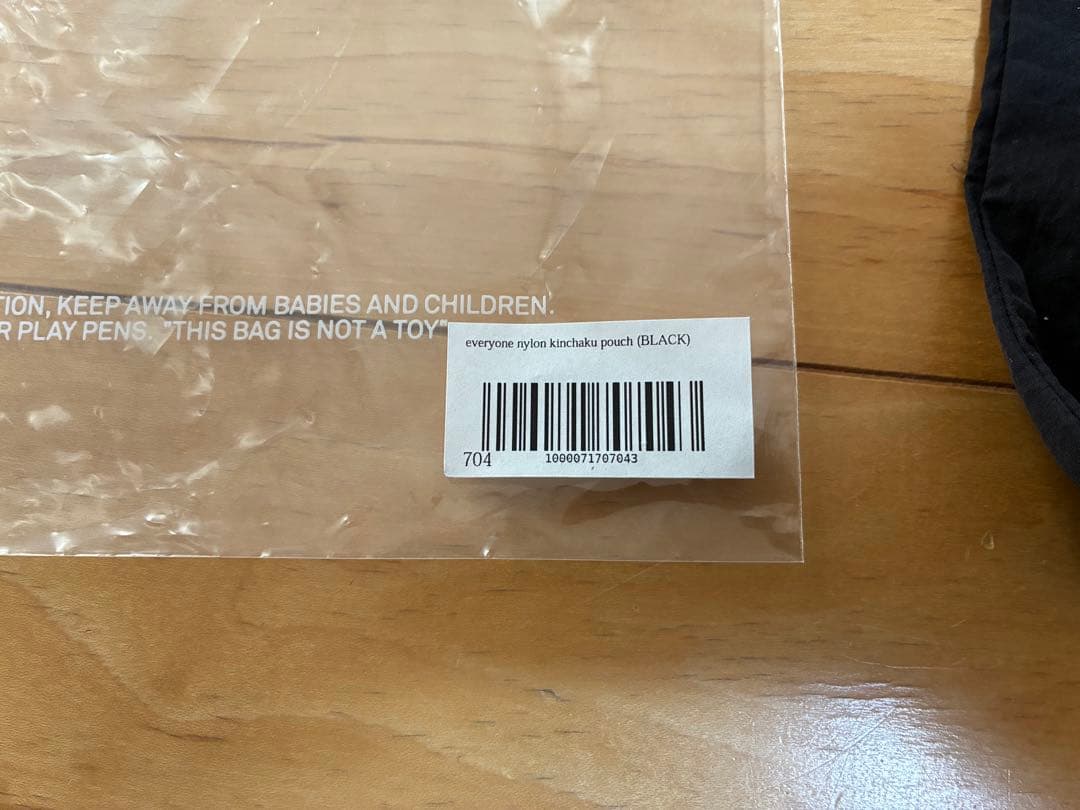 TION, KEEP AWAY FROM BABIES AND CHILDREN.
R PLAY PENS. "THIS BAG IS NOT A TOY"
everyone nylon kinchaku pouch (BLACK)
704
1000071707043